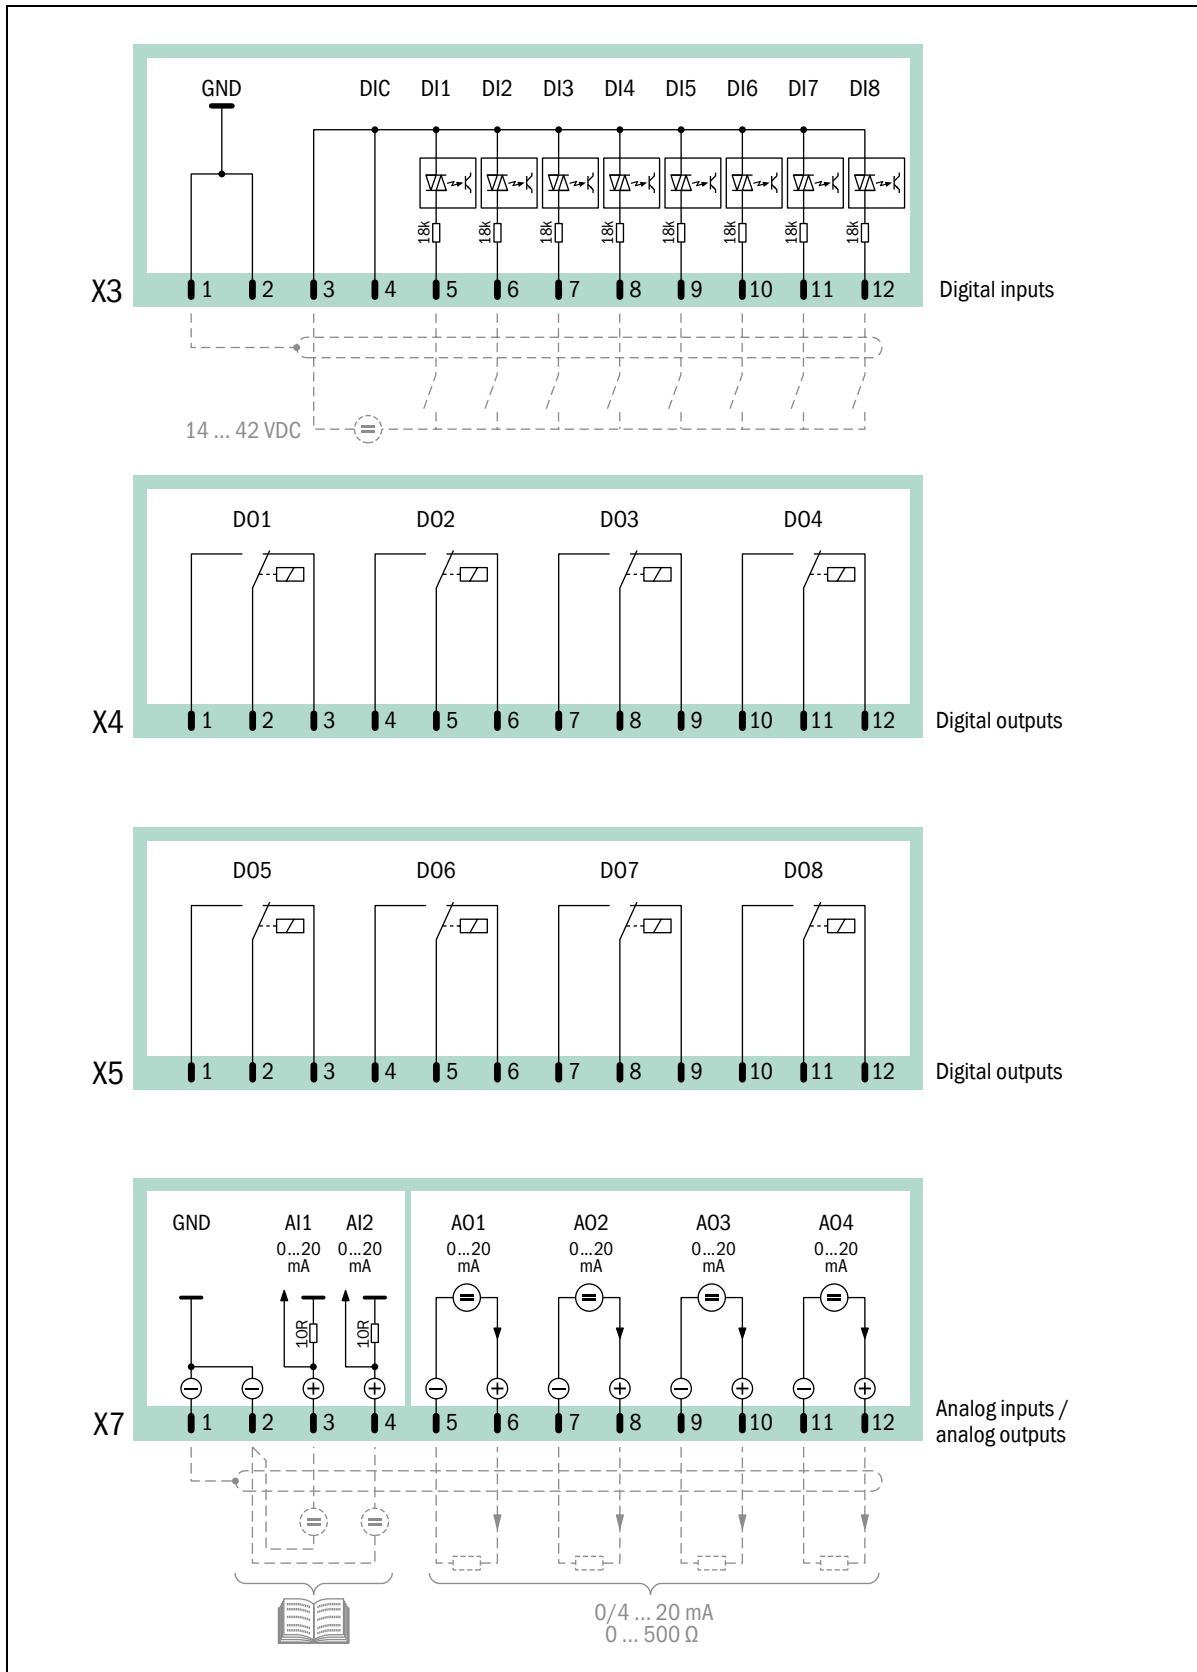 GND DIC DI1 DI2 DI3 DI4 DI5 DI6 DI7 DI8
18k 18k 18k 18k 18k 18k 18k 18k
X3 1 2 3 4 5 6 7 8 9 10 11 12 Digital inputs
14 ... 42 VDC
DO1 DO2 DO3 DO4
X4 1 2 3 4 5 6 7 8 9 10 11 12 Digital outputs
DO5 DO6 DO7 DO8
X5 1 2 3 4 5 6 7 8 9 10 11 12 Digital outputs
GND AI1 AI2 AO1 AO2 AO3 AO4
0...20 0...20 0...20 0...20 0...20 0...20
mA mA mA mA mA mA
10R 10R
X7 1 2 3 4 5 6 7 8 9 10 11 12 Analog inputs /
analog outputs
0/4 ... 20 mA
0 ... 500 Ω